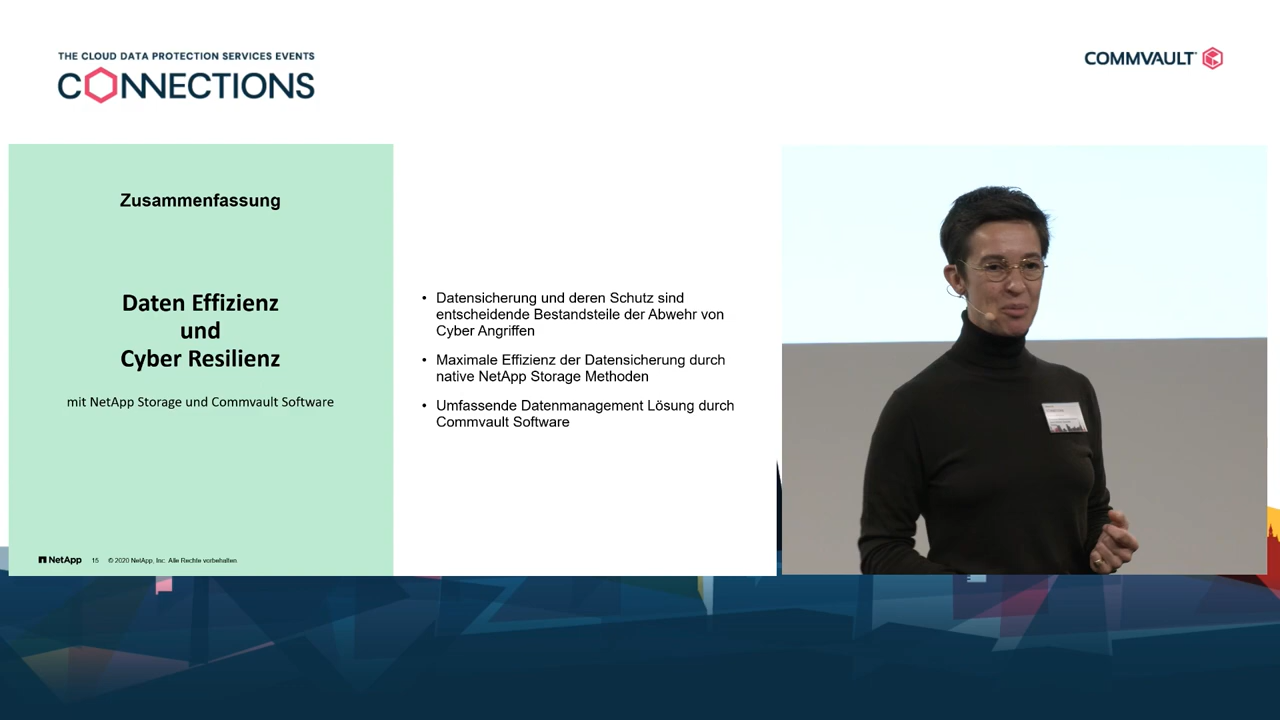 THE CLOUD DATA PROTECTION SERVICES EVENTS
CONNECTIONS
COMMVAULT
Zusammenfassung
Daten Effizienz
und
Cyber Resilienz
mit NetApp Storage und Commvault Software
• Datensicherung und deren Schutz sind
entscheidende Bestandsteile der Abwehr von
Cyber Angriffen
• Maximale Effizienz der Datensicherung durch
native NetApp Storage Methoden
• Umfassende Datenmanagement Lösung durch
Commvault Software
NetApp 15 © 2020 NetApp, Inc. Alle Rechte vorbehalten